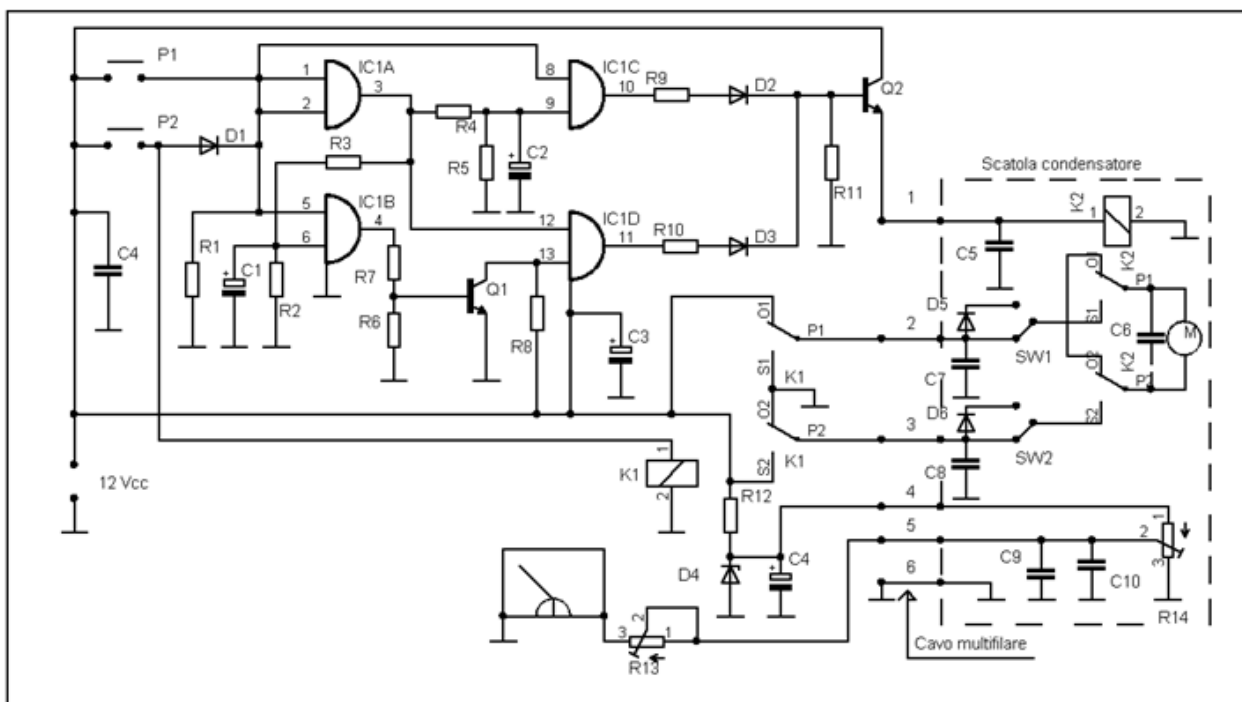 P1
IC1A
IC1C
1
3
2
8
10
9
R9
D2
Q2
P2
D1
R4
R3
R5
C2
+
R11
Scatola condensatore
5
IC1B
4
6
12
IC1D
11
13
R10
D3
1
K2
1
2
C4
R1
C1
+
R2
R7
Q1
R6
R8
C3
+
C5
O1
K2
P1
D5
2
S1
C6
M
SW1
O1
P1
S1
K1
C7
O2
K2
P2
O2
P2
K1
S2
D6
3
S2
SW2
C8
12 Vcc
K1
1
2
R12
4
5
6
D4
C4
+
C9
C10
1
2
3
R14
3
2
1
R13
Cavo multifilare